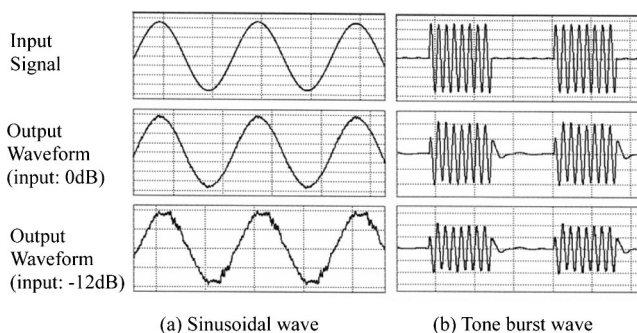 Input
Signal
Output
Waveform
(input: 0dB)
Output
Waveform
(input: -12dB)
(a) Sinusoidal wave
(b) Tone burst wave